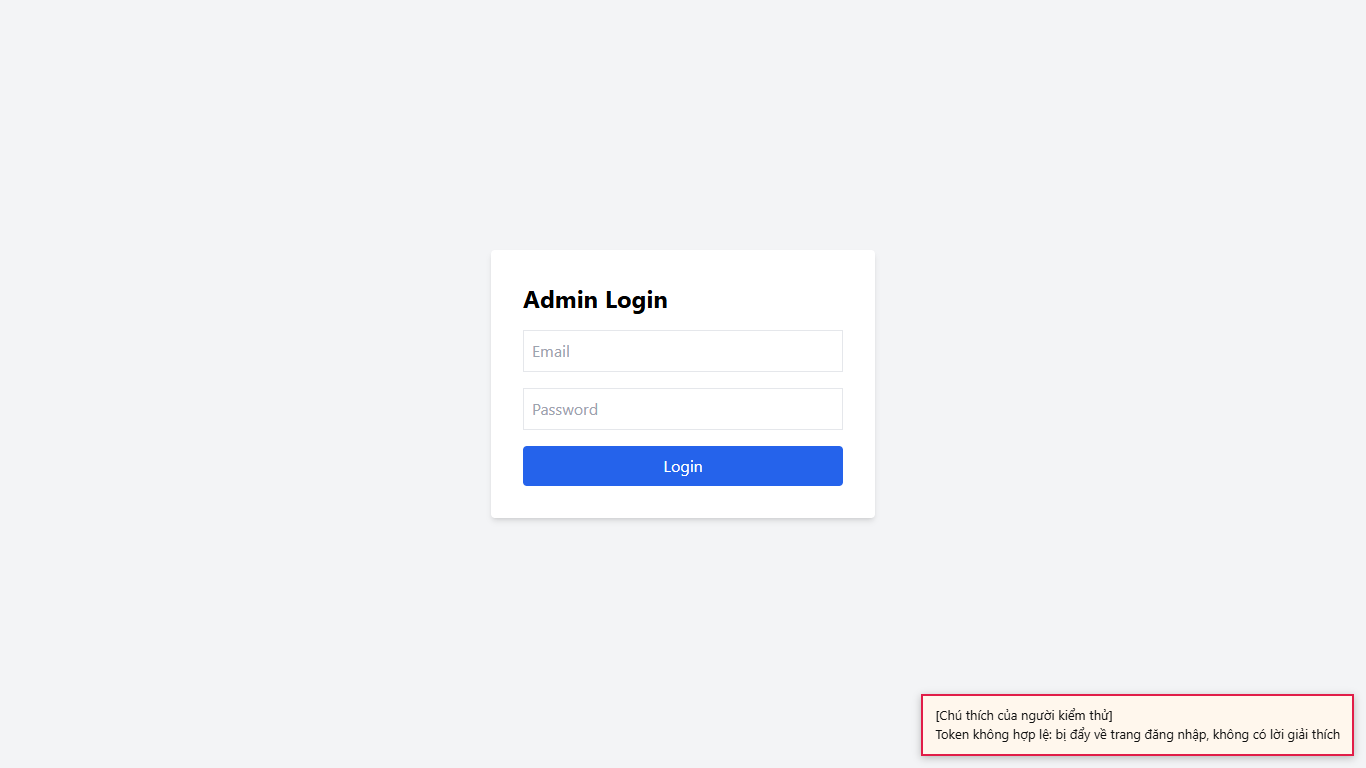 Admin Login
Email
Password
Login
[Chú thích của người kiểm thử]
Token không hợp lệ: bị đẩy về trang đăng nhập, không có lời giải thích